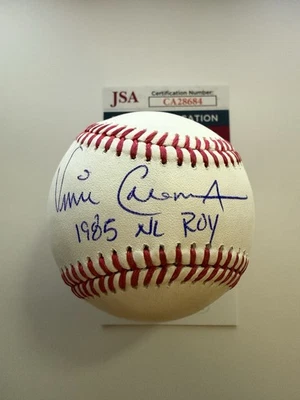 JSA
Certification Number:
CA28684
Vince Coleman
1985 NL ROY